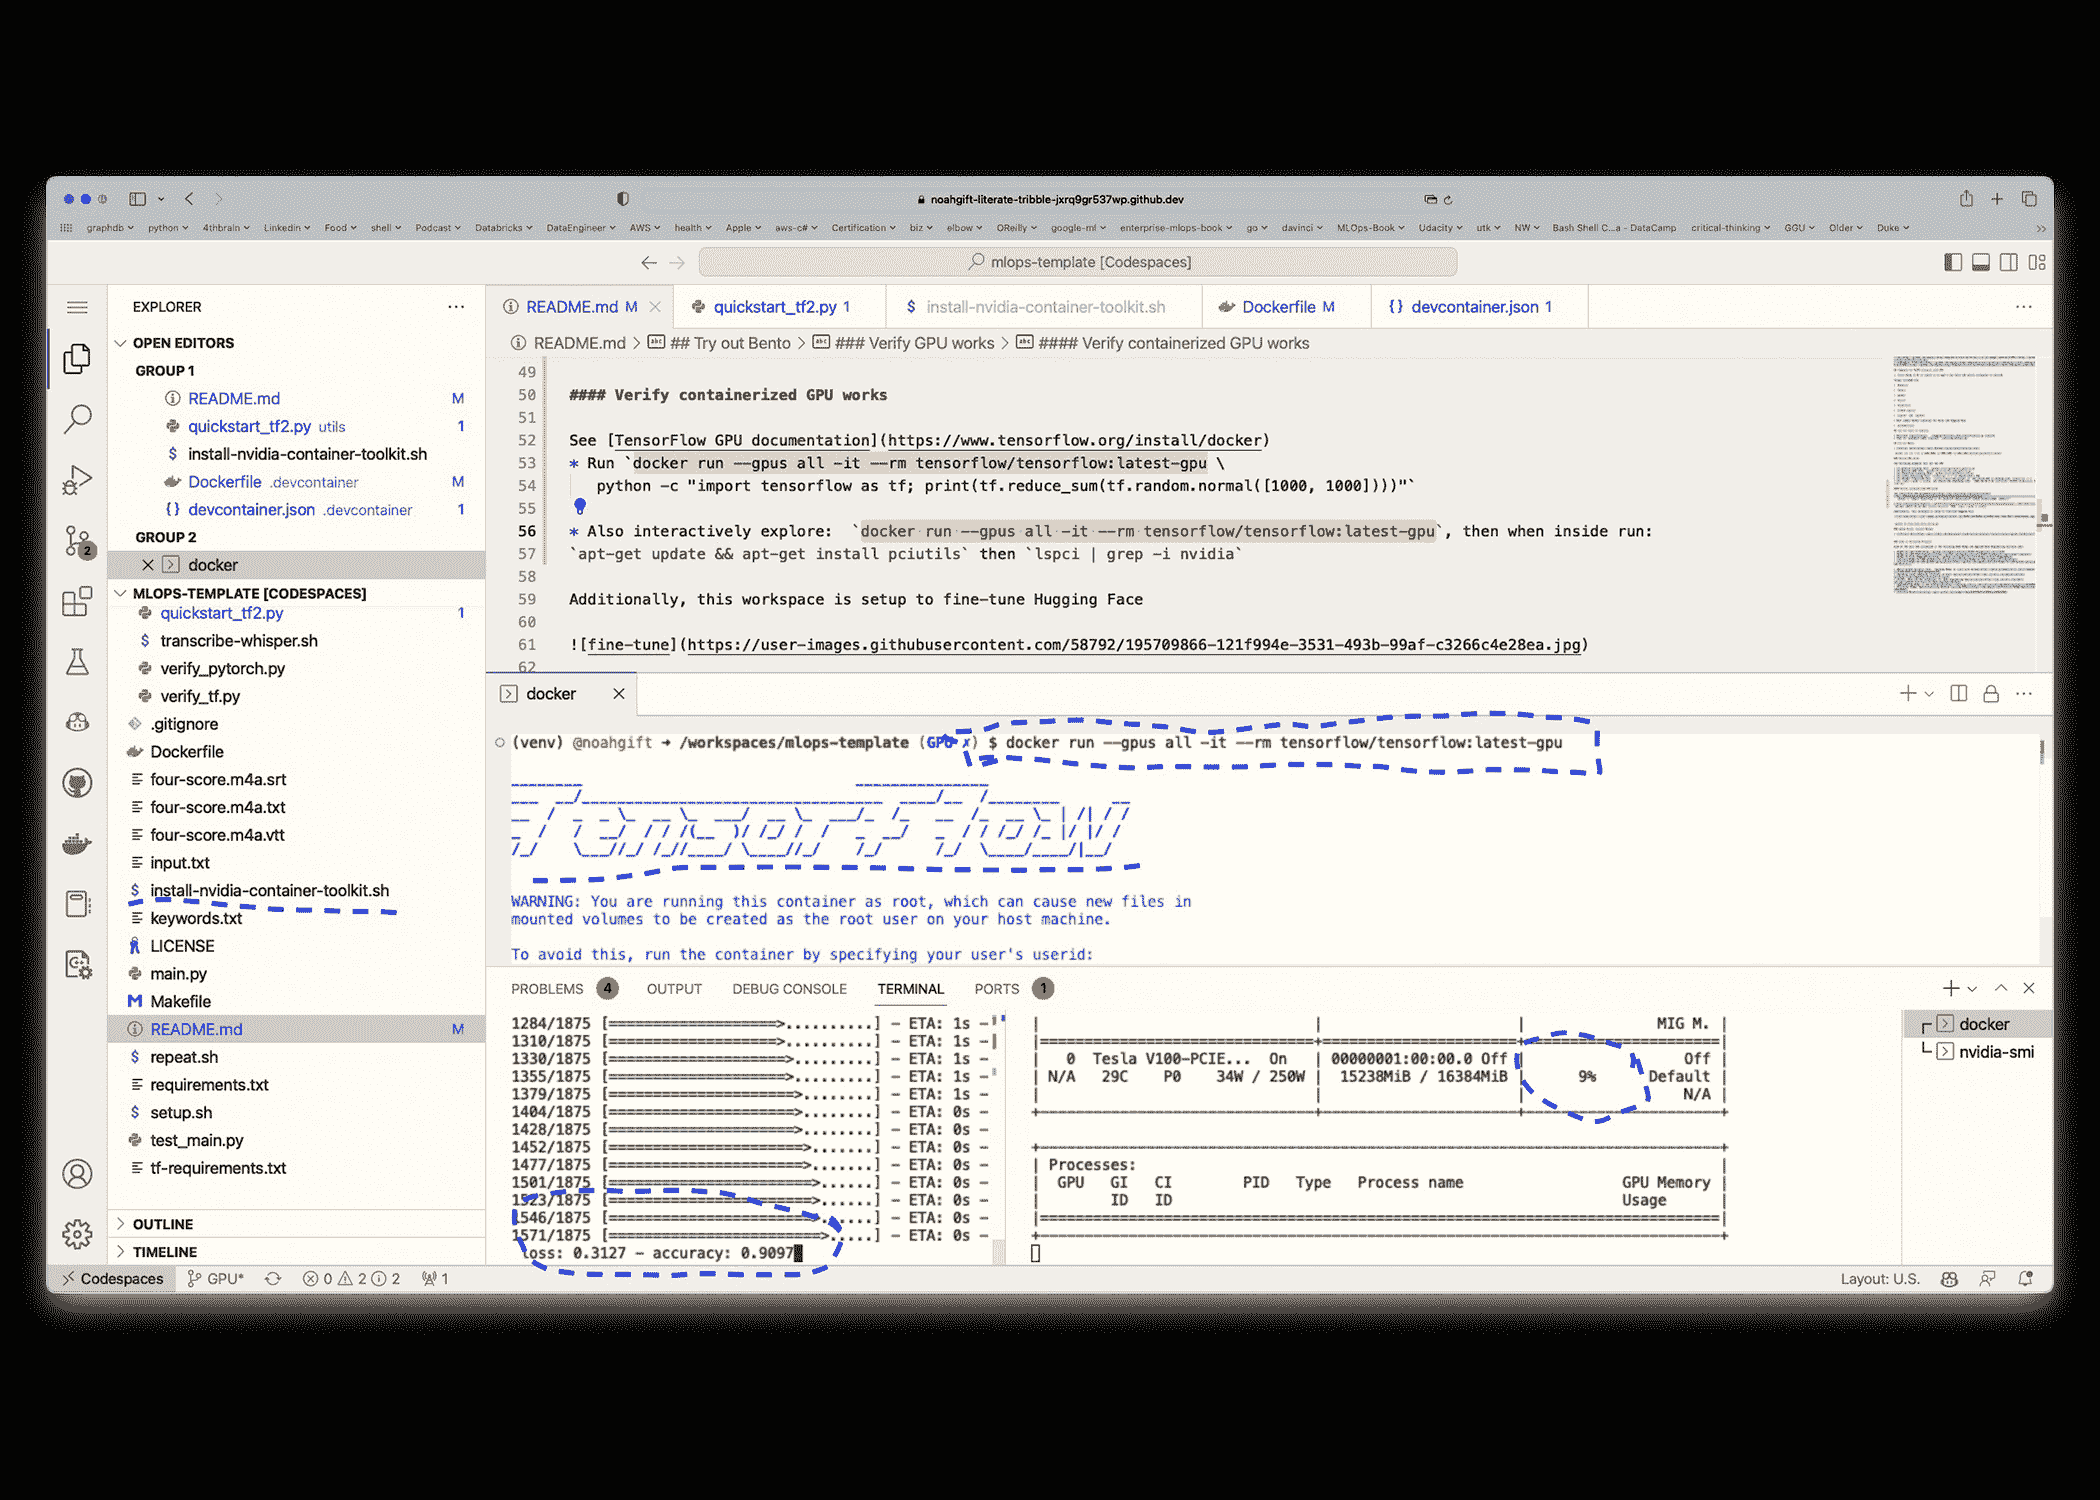 noahgift-literate-tribble-jxrq9gr537wp.github.dev
graphdb python 4thbrain Linkedin Food shell Podcast Databricks DataEngineer AWS health Apple aws-c# Certification biz elbow OReilly google-ml enterprise-mlops-book go davinci MLOps-Book Udacity utk NW Bash Shell C...a - DataCamp critical-thinking GGU Older Duke
mlops-template [Codespaces]
EXPLORER
OPEN EDITORS
GROUP 1
README.md M
quickstart_tf2.py utils 1
install-nvidia-container-toolkit.sh
Dockerfile .devcontainer M
devcontainer.json .devcontainer 1
GROUP 2
docker
MLOPS-TEMPLATE [CODESPACES]
quickstart_tf2.py 1
transcribe-whisper.sh
verify_pytorch.py
verify_tf.py
.gitignore
Dockerfile
four-score.m4a.srt
four-score.m4a.txt
four-score.m4a.vtt
input.txt
install-nvidia-container-toolkit.sh
keywords.txt
LICENSE
main.py
Makefile
README.md M
repeat.sh
requirements.txt
setup.sh
test_main.py
tf-requirements.txt
OUTLINE
TIMELINE
2
README.md M quickstart_tf2.py 1 install-nvidia-container-toolkit.sh Dockerfile M {} devcontainer.json 1
README.md > ## Try out Bento > ### Verify GPU works > #### Verify containerized GPU works
49
50 #### Verify containerized GPU works
51
52 See [TensorFlow GPU documentation](https://www.tensorflow.org/install/docker)
53 * Run `docker run --gpus all -it --rm tensorflow/tensorflow:latest-gpu \
54 python -c "import tensorflow as tf; print(tf.reduce_sum(tf.random.normal([1000, 1000])))"`
55
56 * Also interactively explore: `docker run --gpus all -it --rm tensorflow/tensorflow:latest-gpu`, then when inside run:
57 `apt-get update && apt-get install pciutils` then `lspci | grep -i nvidia`
58
59 Additionally, this workspace is setup to fine-tune Hugging Face
60
61 ![fine-tune](https://user-images.githubusercontent.com/58792/195709866-121f994e-3531-493b-99af-c3266c4e28ea.jpg)
62
docker
(venv) @noahgift → /workspaces/mlops-template (GPU ✗) $ docker run --gpus all -it --rm tensorflow/tensorflow:latest-gpu
TensorFlow
WARNING: You are running this container as root, which can cause new files in
mounted volumes to be created as the root user on your host machine.
To avoid this, run the container by specifying your user's userid:
PROBLEMS 4 OUTPUT DEBUG CONSOLE TERMINAL PORTS 1
1284/1875 [===================>..........] - ETA: 1s -
1310/1875 [===================>..........] - ETA: 1s -
1330/1875 [====================>.........] - ETA: 1s -
1355/1875 [====================>.........] - ETA: 1s -
1379/1875 [=====================>........] - ETA: 1s -
1404/1875 [=====================>........] - ETA: 0s -
1428/1875 [=====================>........] - ETA: 0s -
1452/1875 [======================>.......] - ETA: 0s -
1477/1875 [======================>.......] - ETA: 0s -
1501/1875 [=======================>......] - ETA: 0s -
1523/1875 [=======================>......] - ETA: 0s -
1546/1875 [=======================>......] - ETA: 0s -
1571/1875 [========================>.....] - ETA: 0s -
loss: 0.3127 - accuracy: 0.9097
MIG M.
0 Tesla V100-PCIE... On | 00000001:00:00.0 Off | Off
N/A 29C P0 34W / 250W | 15238MiB / 16384MiB | 9% Default
N/A
Processes:
GPU GI CI PID Type Process name GPU Memory
ID ID Usage
docker
nvidia-smi
Codespaces GPU* 0 2 2 1 Layout: U.S.